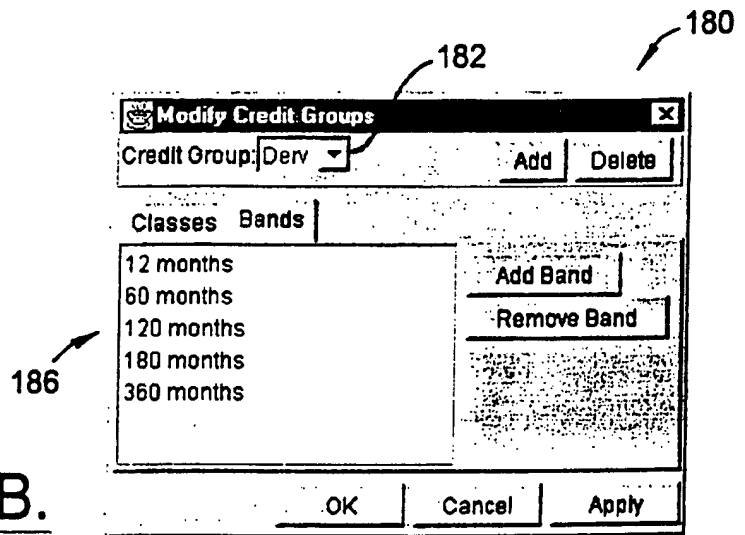 180
182
Modify Credit Groups
Credit Group: Derv
Add Delete
Classes Bands
12 months
60 months
120 months
180 months
360 months
Add Band
Remove Band
186
B.
OK Cancel Apply